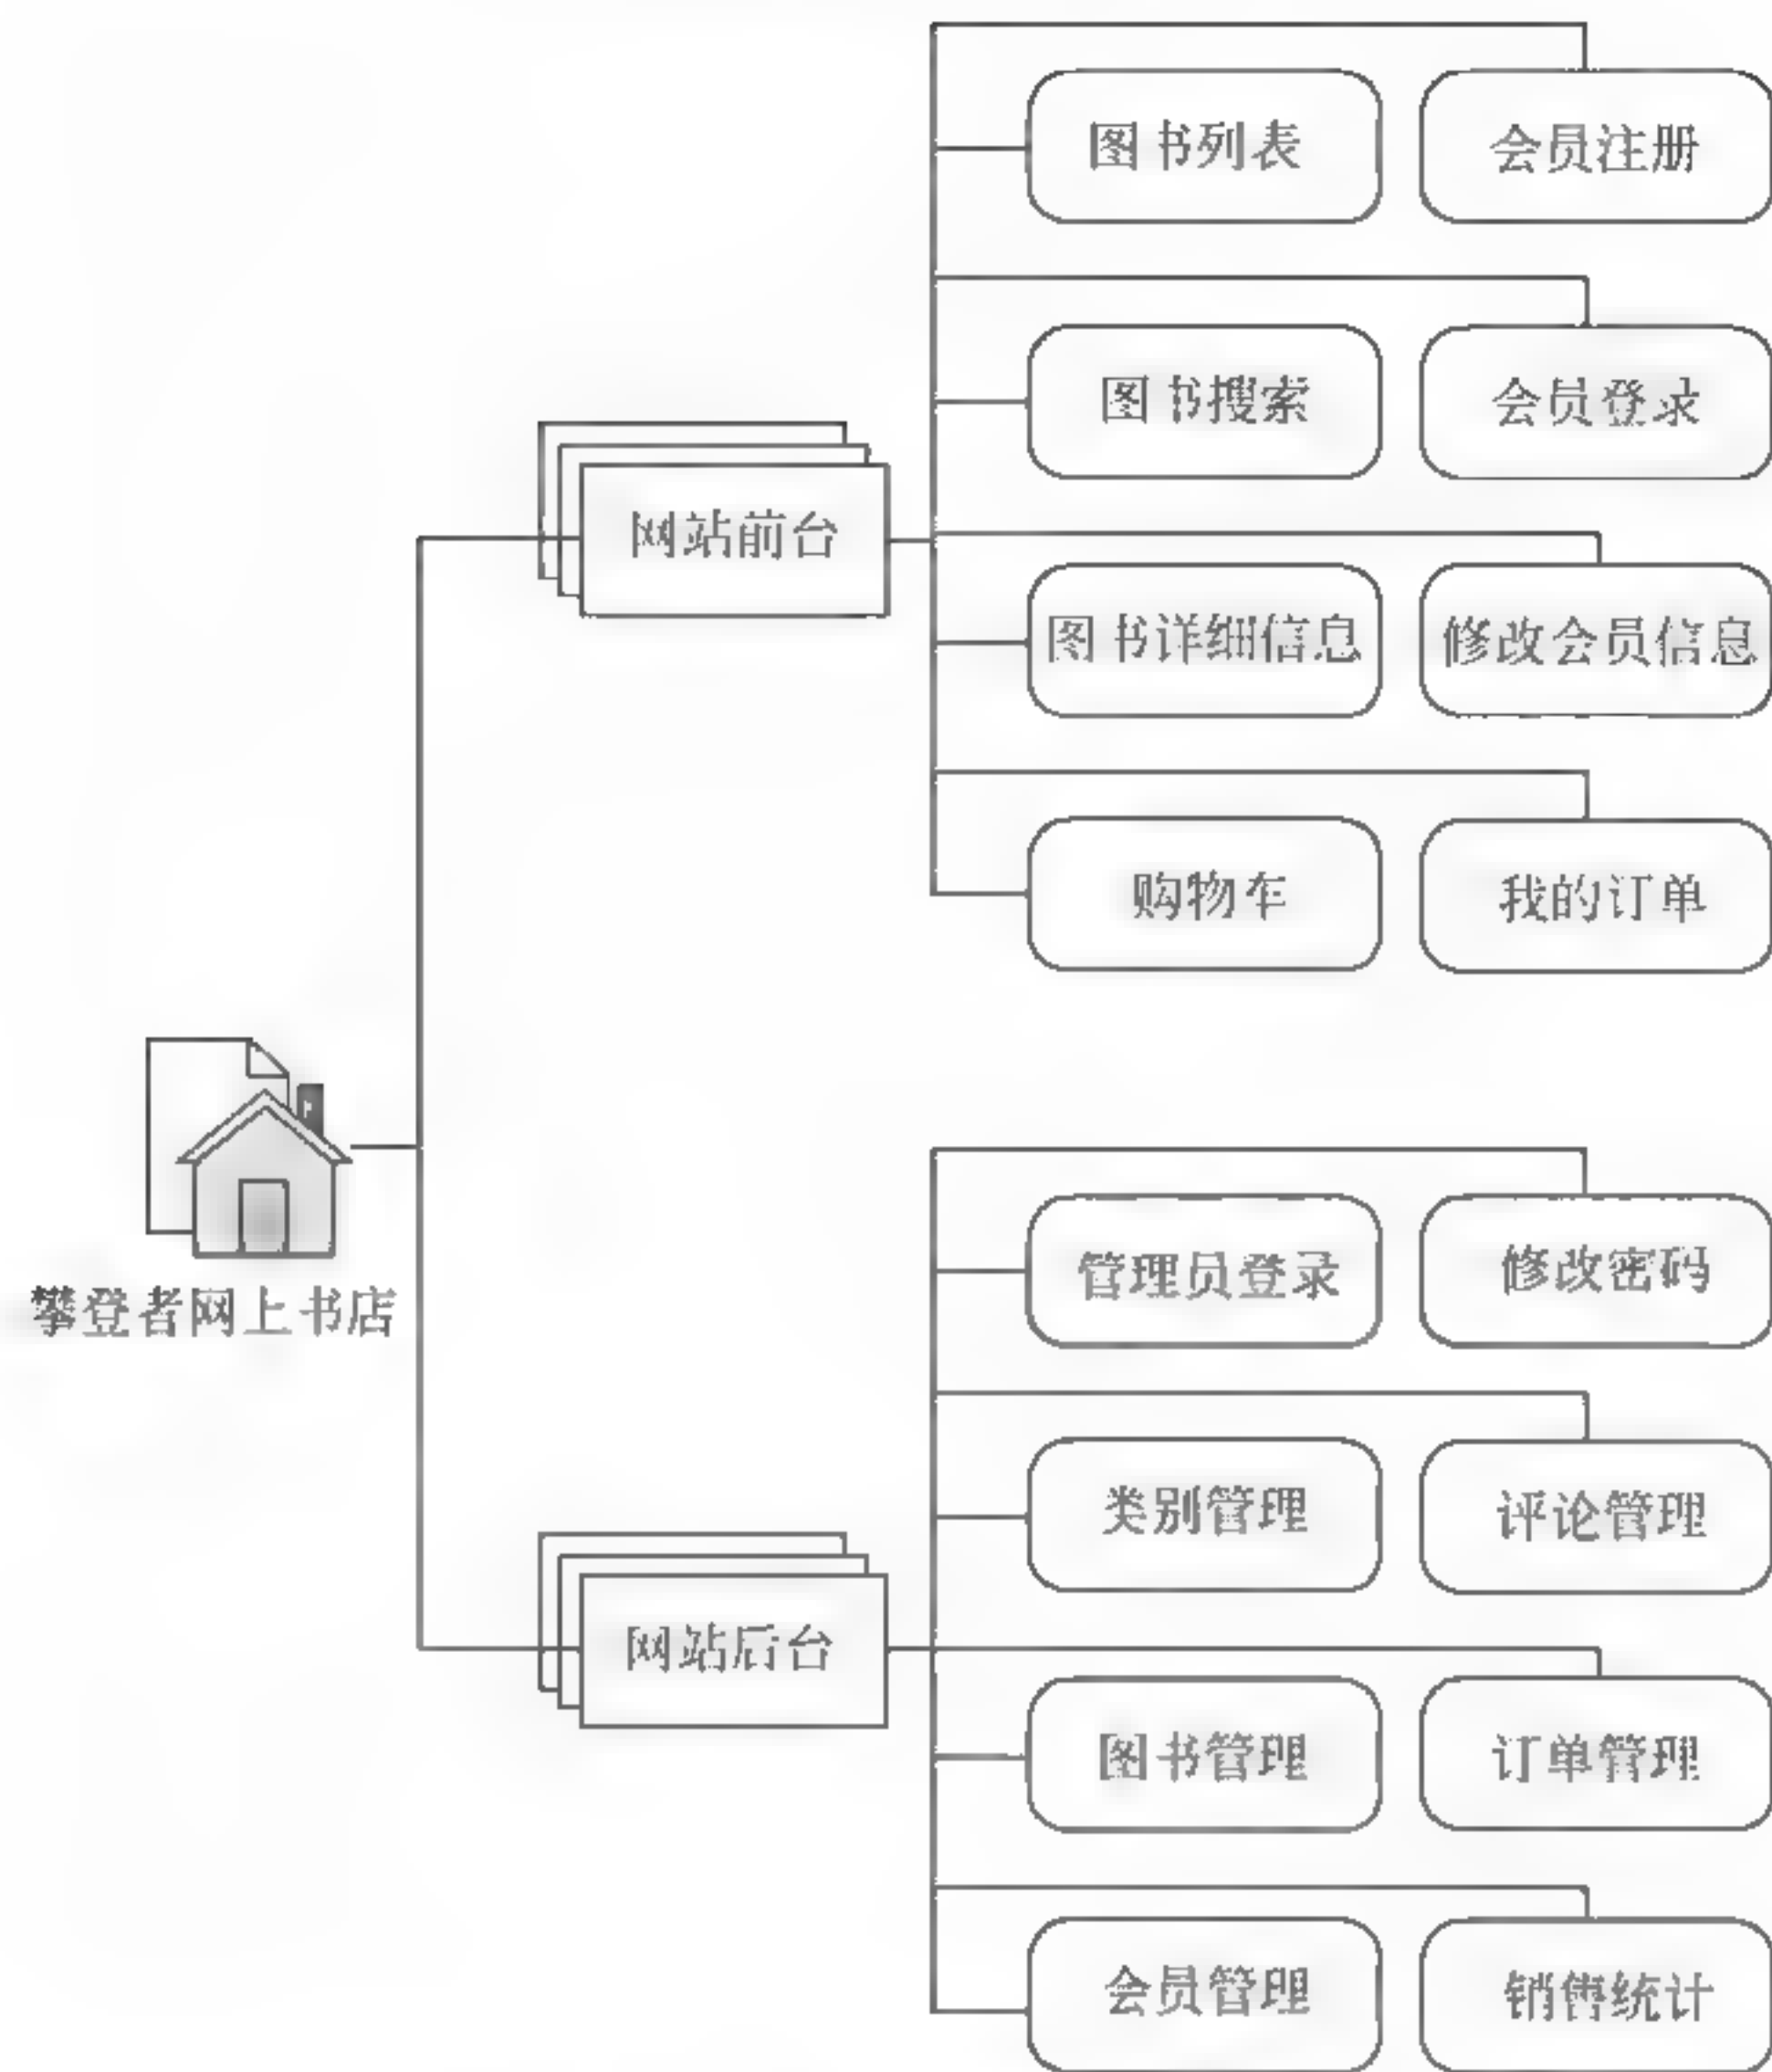 图书列表
会员注册
图书搜索
会员登录
网站前台
图书详细信息
修改会员信息
购物车
我的订单
攀登者网上书店
管理员登录
修改密码
类别管理
评论管理
网站后台
图书管理
订单管理
会员管理
销售统计